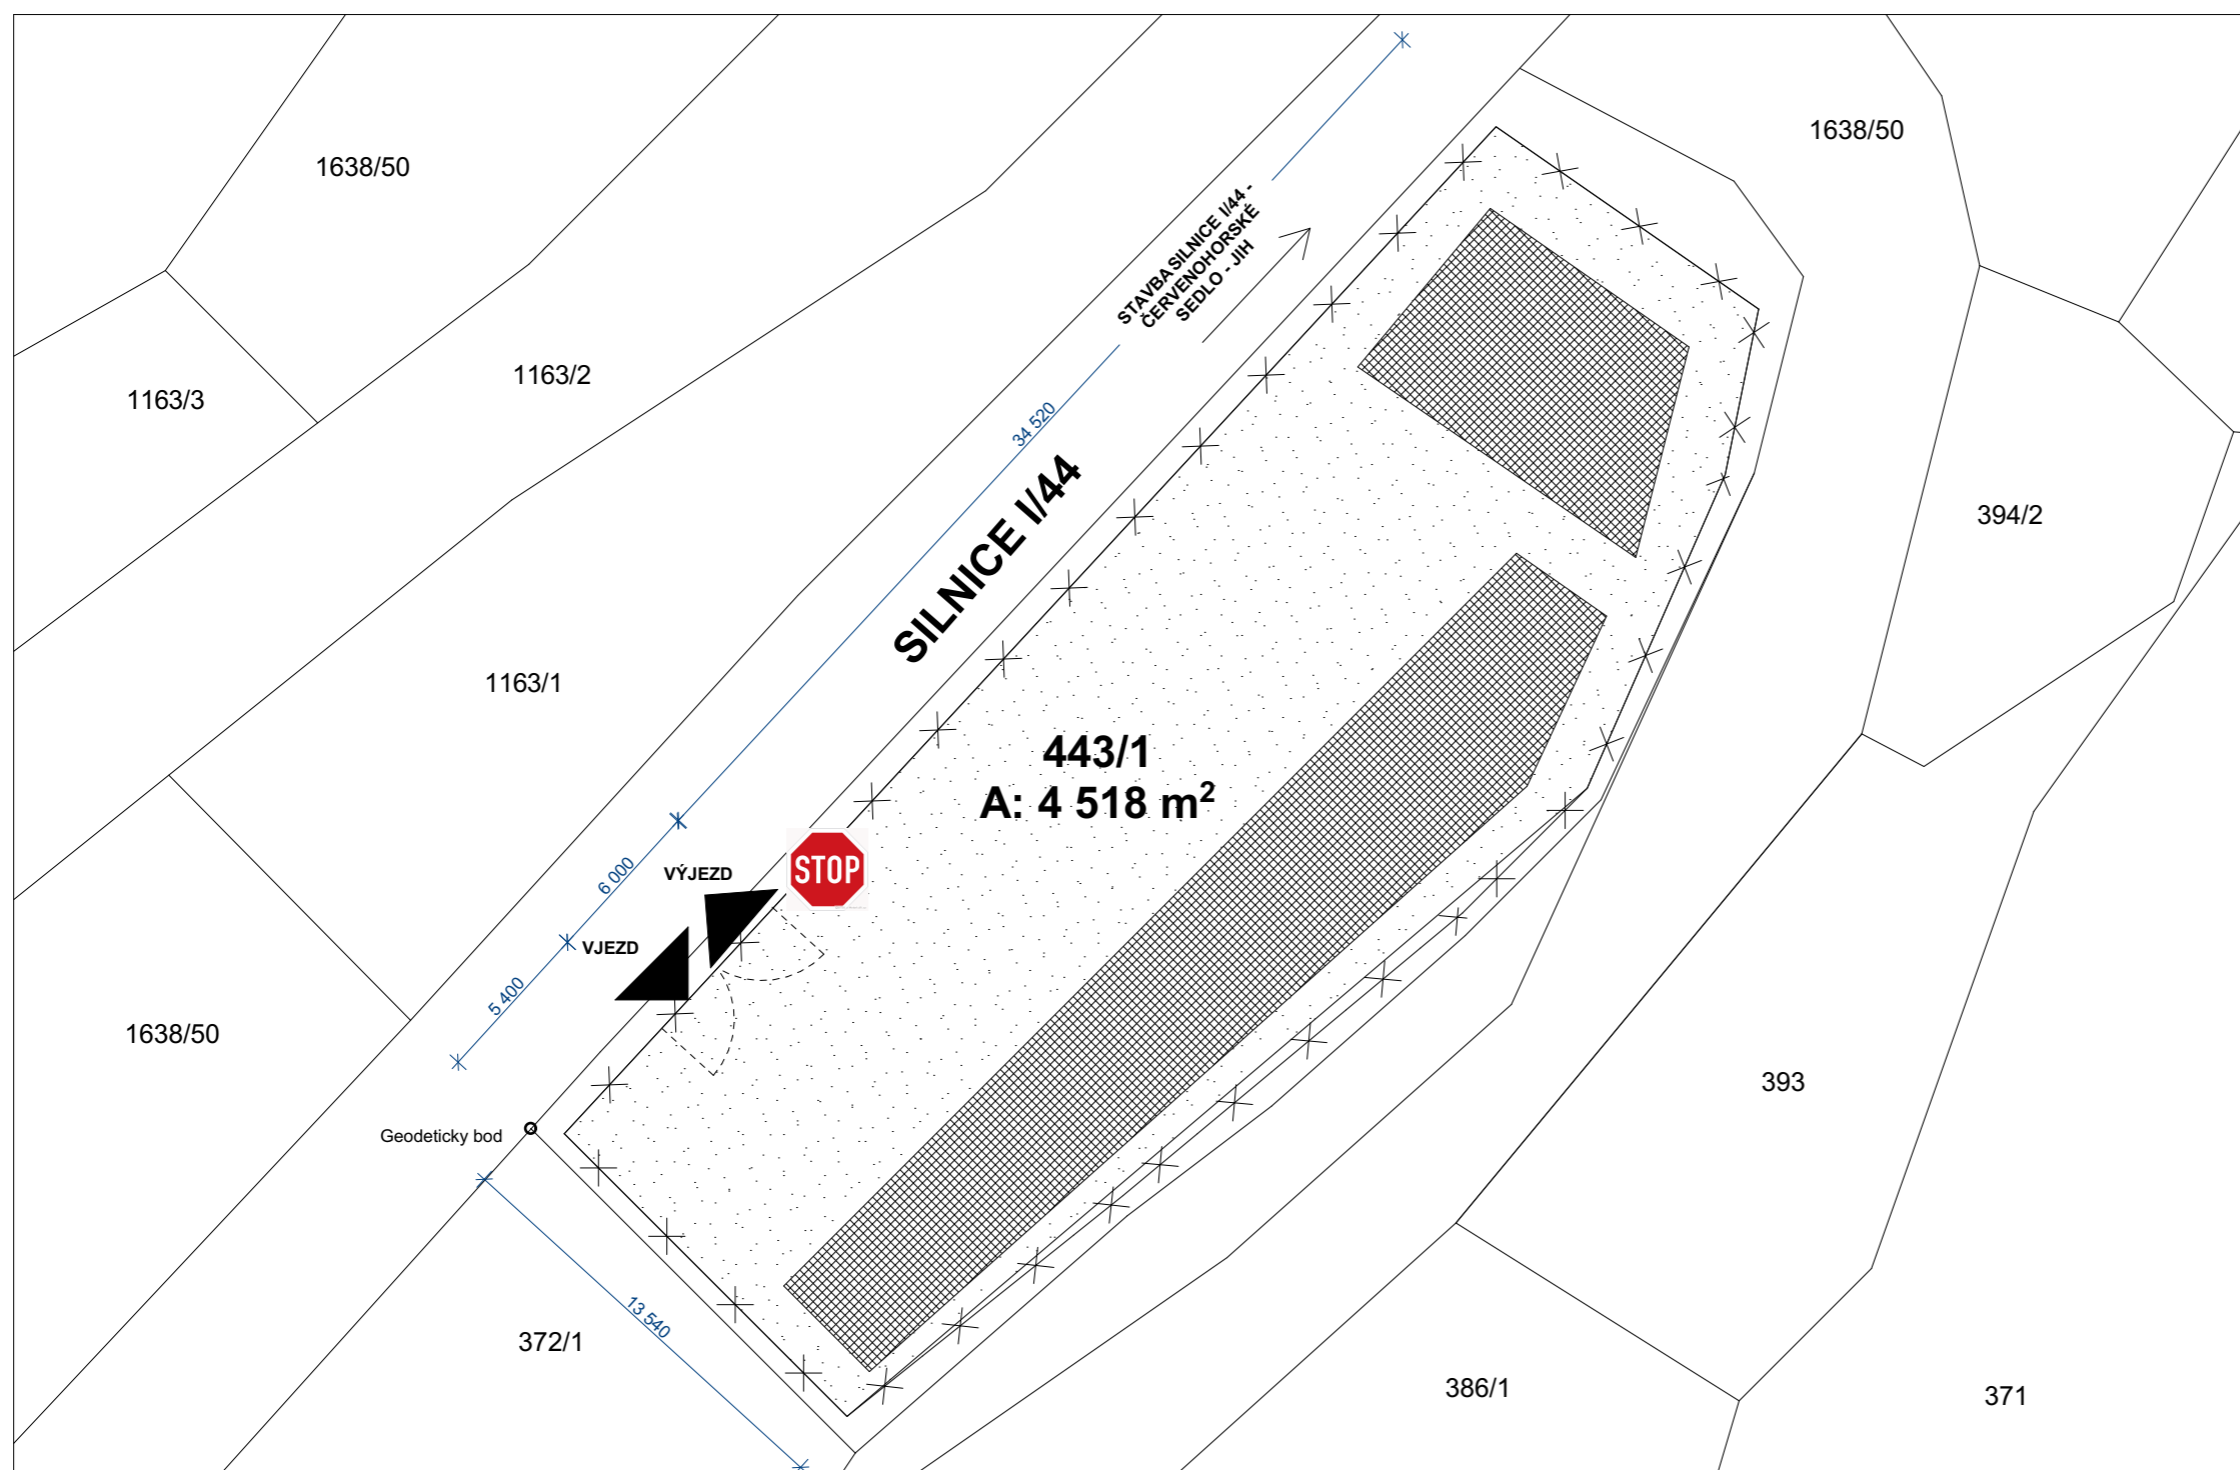 1638/50
1638/50
STAVBA SILNICE I/44 -
ČERVENOHORSKÉ
SEDLO - JIH
1163/3
1163/2
34 520
SILNICE I/44
394/2
1163/1
443/1
A: 4 518 m²
6 000
VÝJEZD
STOP
VJEZD
5 400
1638/50
393
Geodeticky bod
13 540
372/1
386/1
371